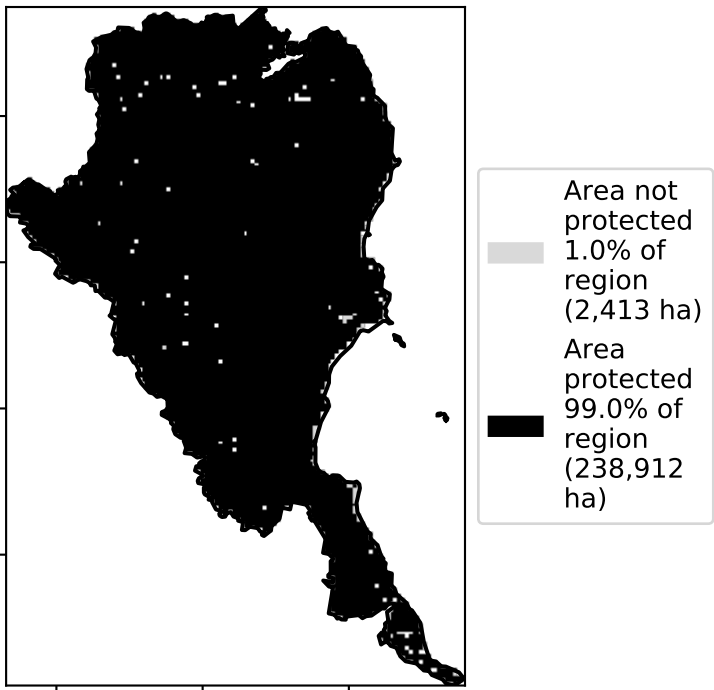 Area not
protected
1.0% of
region
(2,413 ha)
Area
protected
99.0% of
region
(238,912
ha)